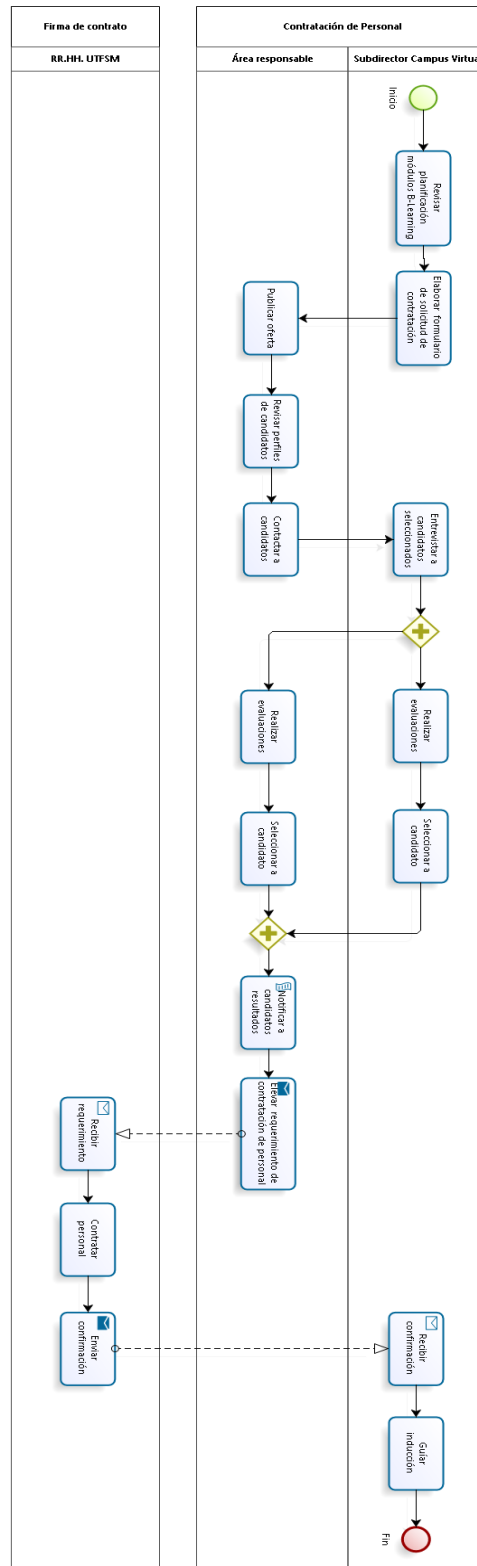 Firma de contrato
Contratación de Personal
RR.HH. UTFSM
Área responsable
Subdirector Campus Virtua
Inicio
Revisar
planificación
módulos B-Learning
Elaborar formulario
de solicitud de
contratación
Publicar oferta
Revisar perfiles
de candidatos
Contactar a
candidatos
Entrevistar a
candidatos
seleccionados
Realizar
evaluaciones
Realizar
evaluaciones
Seleccionar a
candidato
Seleccionar a
candidato
Notificar a
candidatos
resultados
Elevar requerimiento de
contratación de personal
Recibir
requerimiento
Contratar
personal
Enviar
confirmación
Recibir
confirmación
Guiar
inducción
Fin